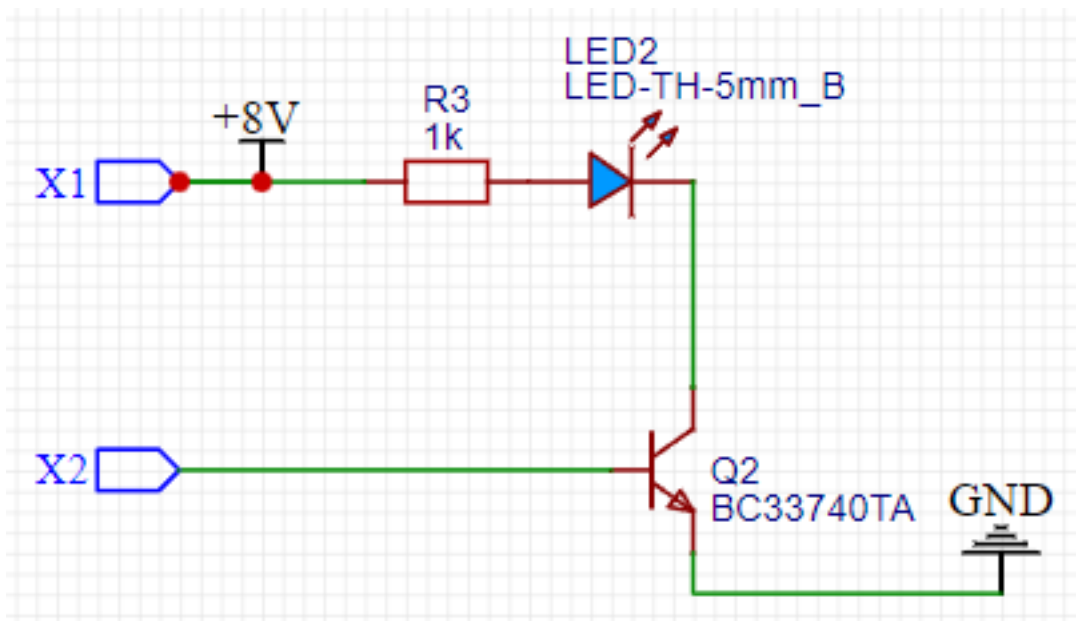 LED2
LED-TH-5mm_B
R3
1k
+8V
X1
X2
Q2
BC33740TA
GND